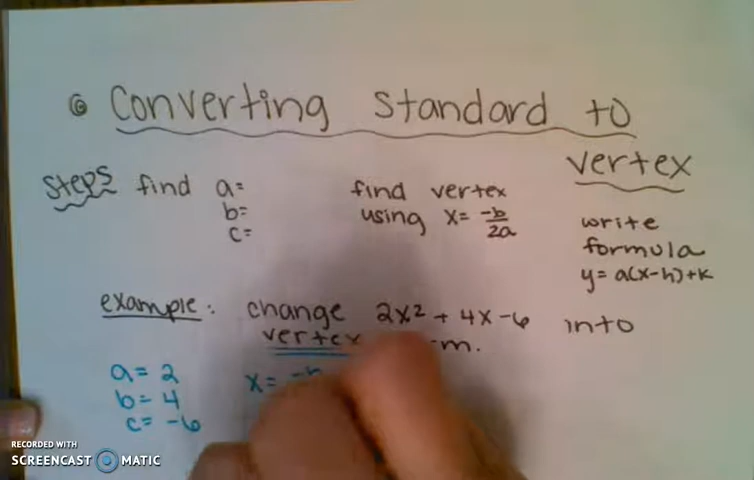 ⑥ Converting Standard to
vertex
Steps find a=
b=
c=
find vertex
using x= -b/2a
write
formula
y= a(x-h)+k
example: change 2x² + 4x -6 into
vertex m.
a= 2
b= 4
c= -6
x= -b
RECORDED WITH
SCREENCAST MATIC